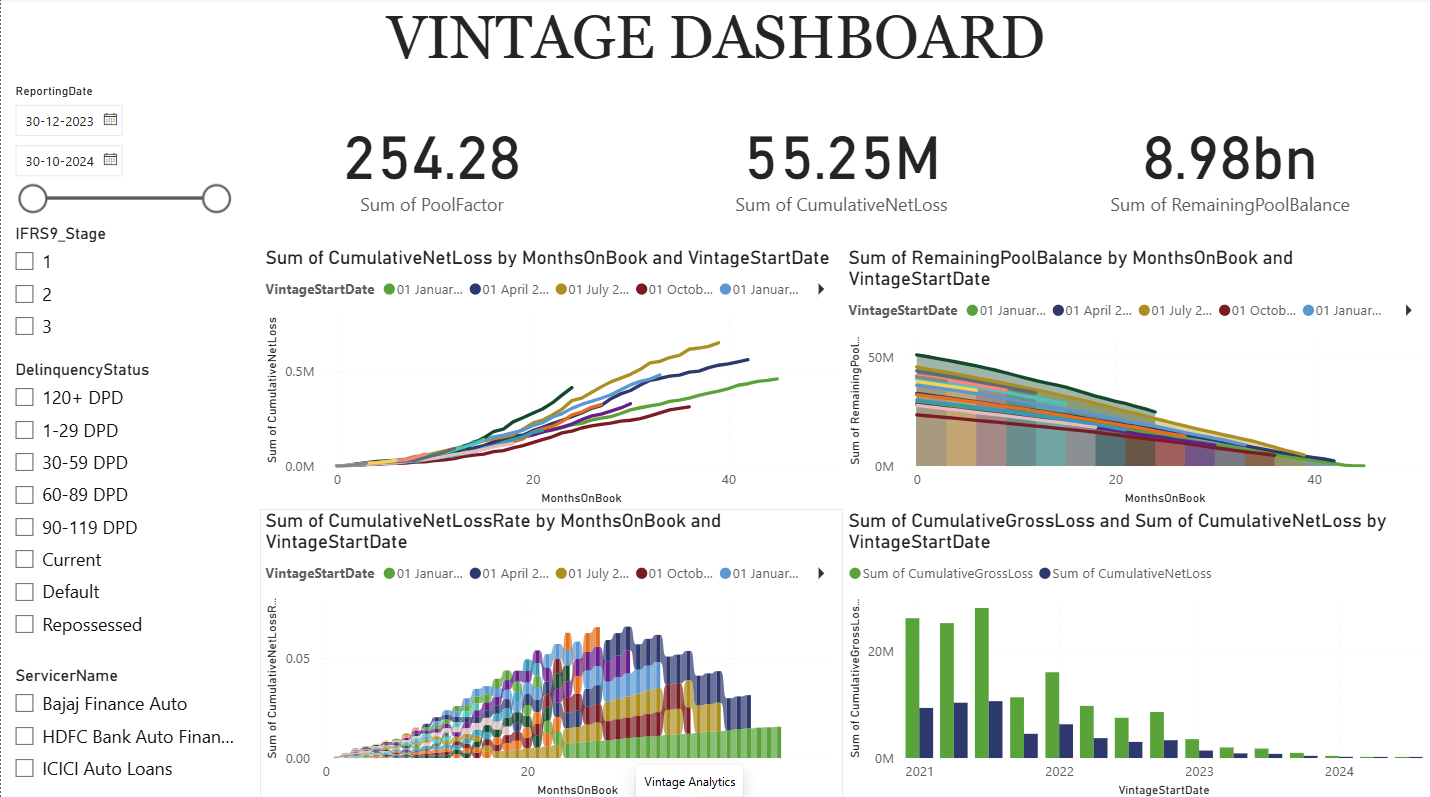 VINTAGE DASHBOARD
ReportingDate
30-12-2023
30-10-2024
IFRS9_Stage
1
2
3
DelinquencyStatus
120+ DPD
1-29 DPD
30-59 DPD
60-89 DPD
90-119 DPD
Current
Default
Repossessed
ServicerName
Bajaj Finance Auto
HDFC Bank Auto Finan...
ICICI Auto Loans
254.28
Sum of PoolFactor
55.25M
Sum of CumulativeNetLoss
8.98bn
Sum of RemainingPoolBalance
Sum of CumulativeNetLoss by MonthsOnBook and VintageStartDate
VintageStartDate 01 Januar... 01 April 2... 01 July 2... 01 Octob... 01 Januar...
Sum of CumulativeNetLoss
0.5M
0.0M
0 20 40
MonthsOnBook
Sum of RemainingPoolBalance by MonthsOnBook and
VintageStartDate
VintageStartDate 01 Januar... 01 April 2... 01 July 2... 01 Octob... 01 Januar...
Sum of RemainingPool...
50M
0M
0 20 40
MonthsOnBook
Sum of CumulativeNetLossRate by MonthsOnBook and
VintageStartDate
VintageStartDate 01 Januar... 01 April 2... 01 July 2... 01 Octob... 01 Januar...
Sum of CumulativeNetLossR...
0.05
0.00
0 20
MonthsOnBook
Vintage Analytics
Sum of CumulativeGrossLoss and Sum of CumulativeNetLoss by
VintageStartDate
Sum of CumulativeGrossLoss Sum of CumulativeNetLoss
Sum of CumulativeGrossLos...
20M
0M
2021 2022 2023 2024
VintageStartDate